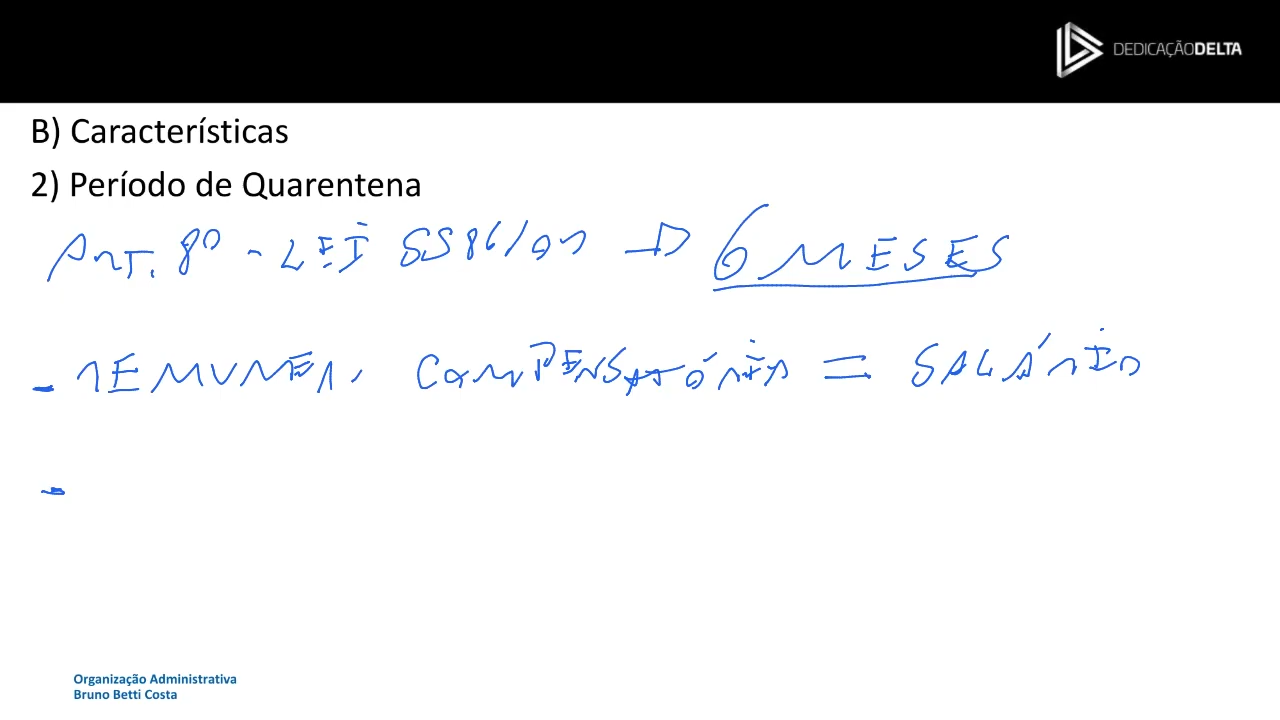 DEDICAÇÃODELTA
B) Características
2) Período de Quarentena
ART. 8º - LEI 9986/00 → 6 MESES
- REMUNER. COMPENSATÓRIA = SALÁRIO
-
Organização Administrativa
Bruno Betti Costa